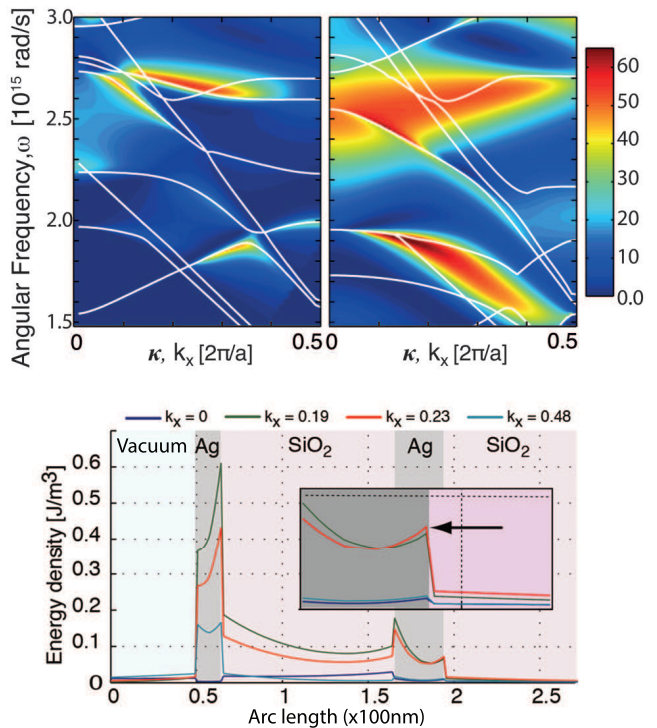 3.0
2.5
2.0
1.5
Angular Frequency,ω [10¹⁵ rad/s]
0 0.5 0 0.5
κ, kₓ [2π/a] κ, kₓ [2π/a]
60
50
40
30
20
10
0.0
kₓ = 0 kₓ = 0.19 kₓ = 0.23 kₓ = 0.48
Vacuum Ag SiO₂ Ag SiO₂
0.6
0.5
0.4
0.3
0.2
0.1
0
Energy density [J/m³]
0 0.5 1 1.5 2 2.5
Arc length (x100nm)